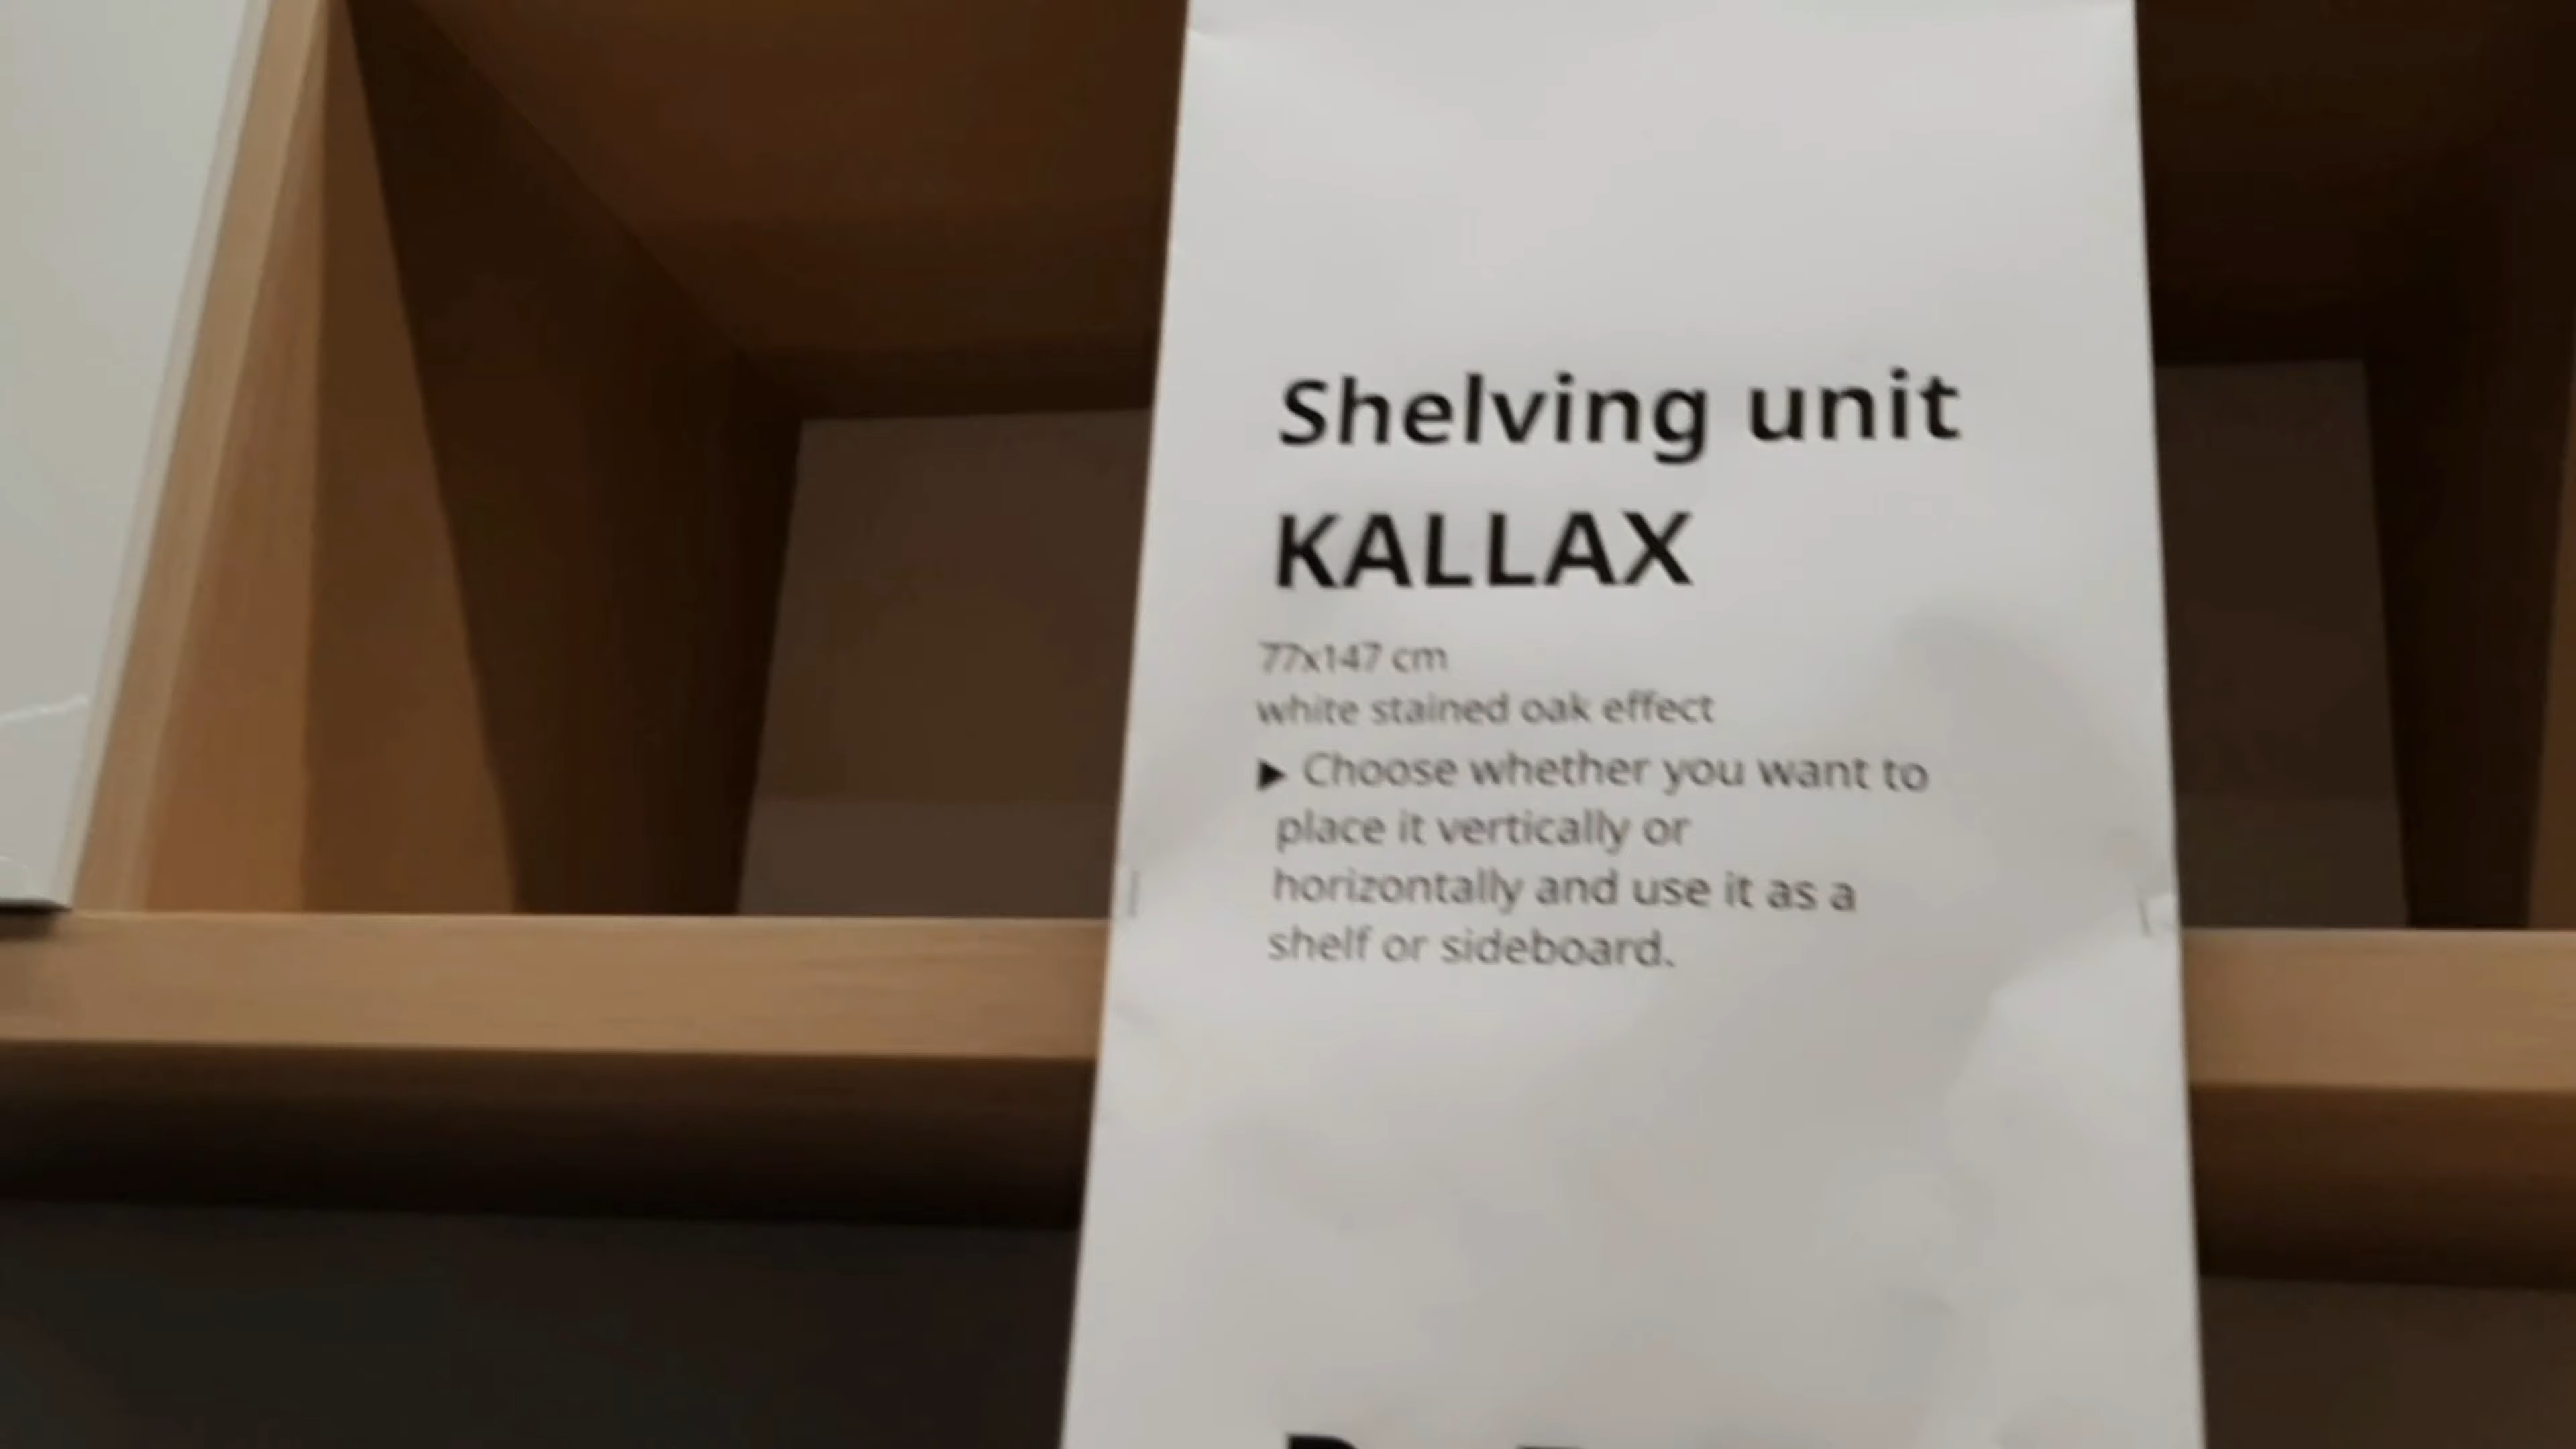 Shelving unit
KALLAX
77x147 cm
white stained oak effect
▶ Choose whether you want to
place it vertically or
horizontally and use it as a
shelf or sideboard.